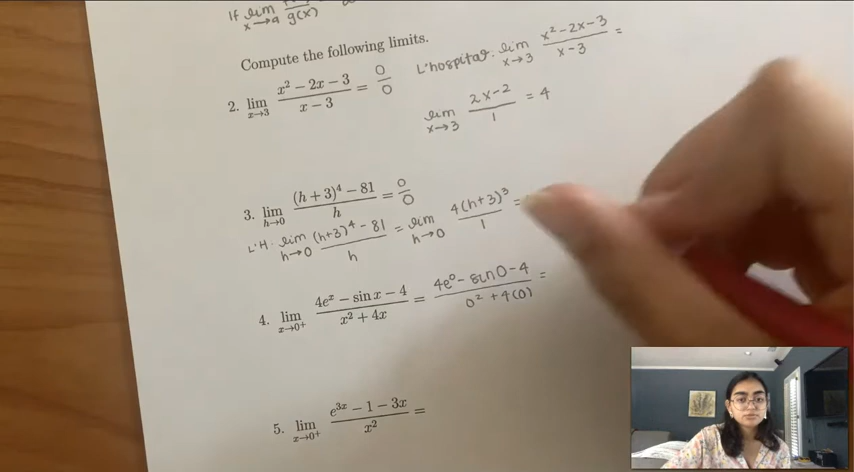 If lim x→a /g(x)
Compute the following limits.
2. lim x→3 (x² − 2x − 3)/(x − 3) = 0/0
L'hospital: lim x→3 (x²-2x-3)/(x-3) =
lim x→3 (2x-2)/1 = 4
3. lim h→0 ((h + 3)⁴ − 81)/h = 0/0
L'H: lim h→0 ((h+3)⁴ - 81)/h = lim h→0 4(h+3)³/1 =
4. lim x→0⁺ (4eˣ − sin x − 4)/(x² + 4x) = (4e⁰ - sin0 - 4)/(0² + 4(0)) =
5. lim x→0⁺ (e³ˣ − 1 − 3x)/x² =